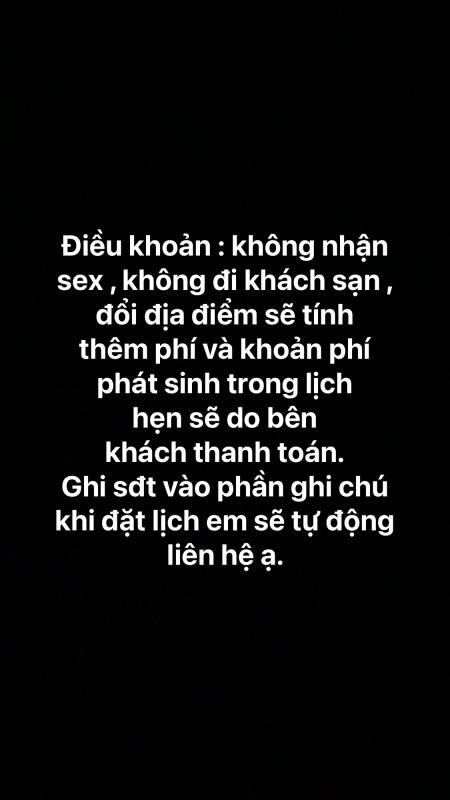 Điều khoản : không nhận
sex , không đi khách sạn ,
đổi địa điểm sẽ tính
thêm phí và khoản phí
phát sinh trong lịch
hẹn sẽ do bên
khách thanh toán.
Ghi sđt vào phần ghi chú
khi đặt lịch em sẽ tự động
liên hệ ạ.